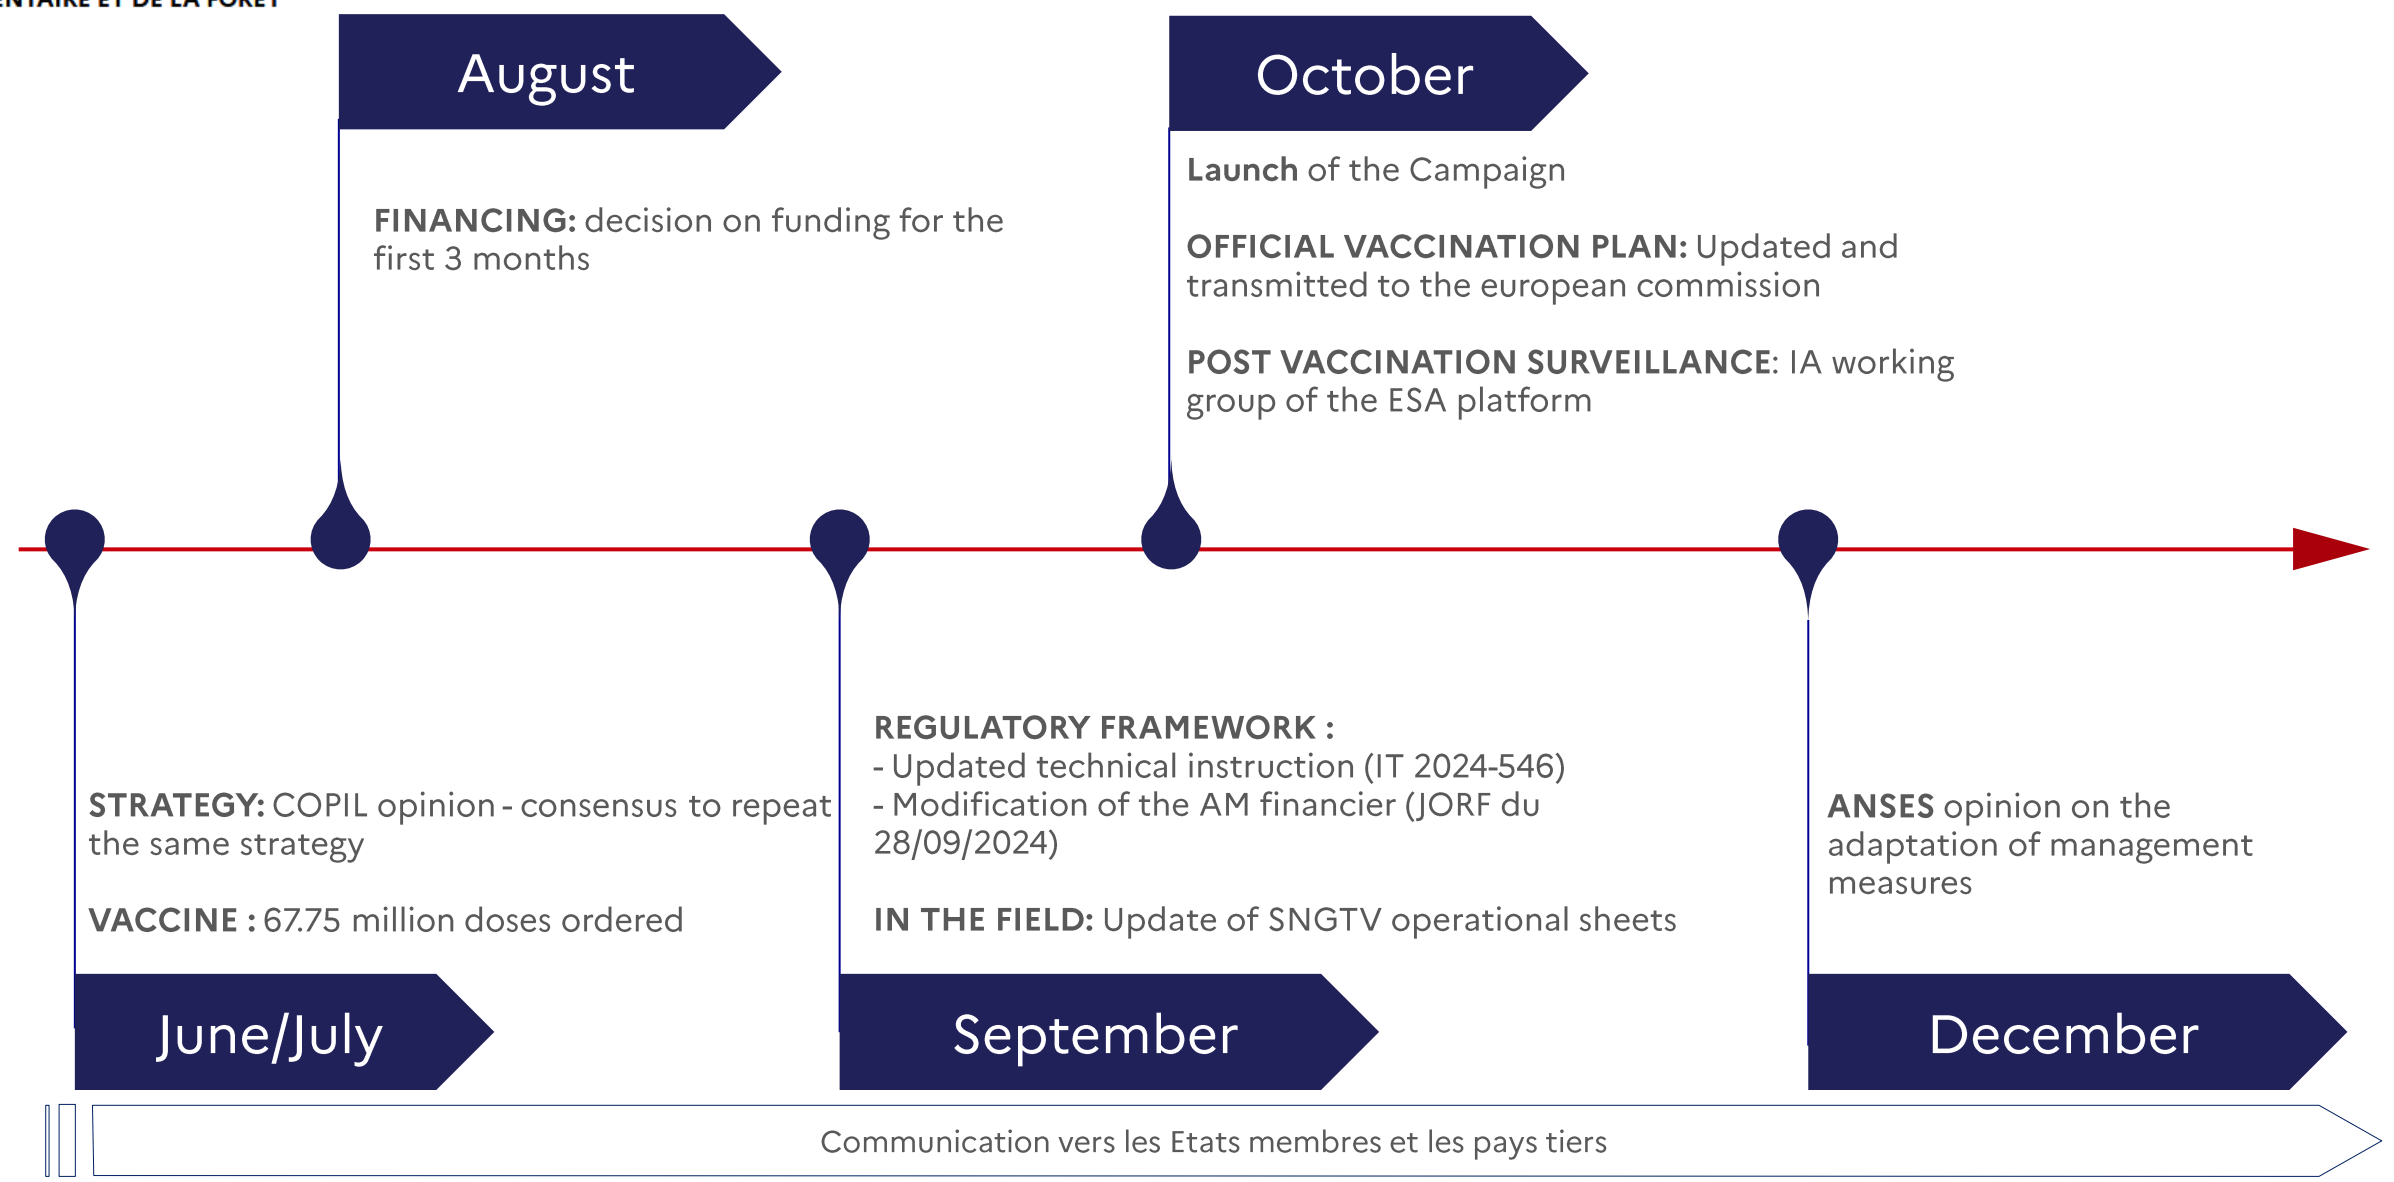 ET DE LA FORÊT
August
FINANCING: decision on funding for the
first 3 months
October
Launch of the Campaign
OFFICIAL VACCINATION PLAN: Updated and
transmitted to the european commission
POST VACCINATION SURVEILLANCE: IA working
group of the ESA platform
STRATEGY: COPIL opinion - consensus to repeat
the same strategy
VACCINE : 67.75 million doses ordered
June/July
REGULATORY FRAMEWORK :
- Updated technical instruction (IT 2024-546)
- Modification of the AM financier (JORF du
28/09/2024)
IN THE FIELD: Update of SNGTV operational sheets
September
ANSES opinion on the
adaptation of management
measures
December
Communication vers les Etats membres et les pays tiers